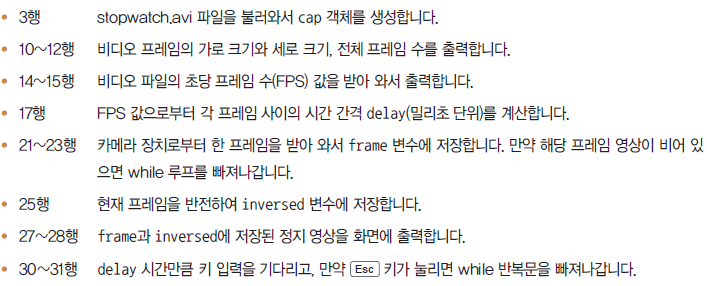 • 3행 stopwatch.avi 파일을 불러와서 cap 객체를 생성합니다.
• 10~12행 비디오 프레임의 가로 크기와 세로 크기, 전체 프레임 수를 출력합니다.
• 14~15행 비디오 파일의 초당 프레임 수(FPS) 값을 받아 와서 출력합니다.
• 17행 FPS 값으로부터 각 프레임 사이의 시간 간격 delay(밀리초 단위)를 계산합니다.
• 21~23행 카메라 장치로부터 한 프레임을 받아 와서 frame 변수에 저장합니다. 만약 해당 프레임 영상이 비어 있
으면 while 루프를 빠져나갑니다.
• 25행 현재 프레임을 반전하여 inversed 변수에 저장합니다.
• 27~28행 frame과 inversed에 저장된 정지 영상을 화면에 출력합니다.
• 30~31행 delay 시간만큼 키 입력을 기다리고, 만약 Esc 키가 눌리면 while 반복문을 빠져나갑니다.